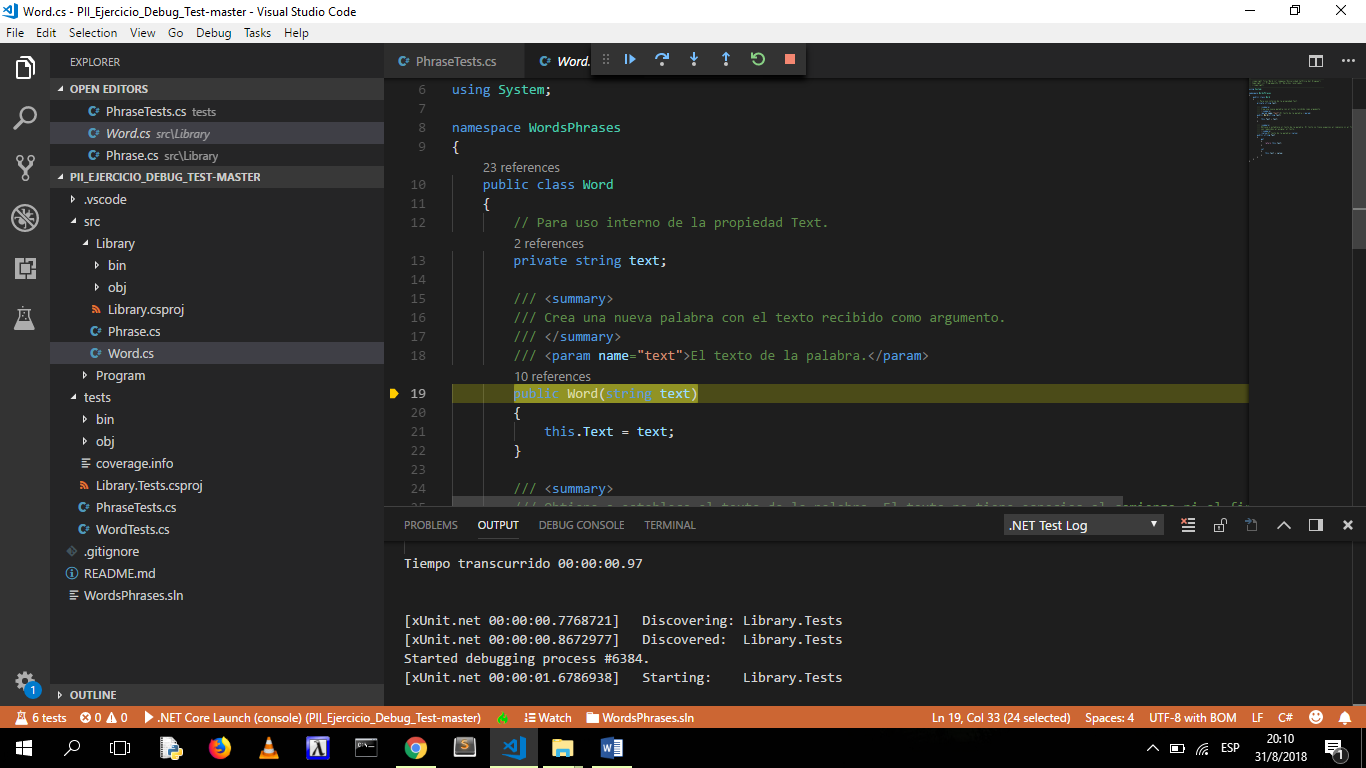 Word.cs - PII_Ejercicio_Debug_Test-master - Visual Studio Code
File Edit Selection View Go Debug Tasks Help
EXPLORER
OPEN EDITORS
PhraseTests.cs tests
Word.cs src\Library
Phrase.cs src\Library
PII_EJERCICIO_DEBUG_TEST-MASTER
.vscode
src
Library
bin
obj
Library.csproj
Phrase.cs
Word.cs
Program
tests
bin
obj
coverage.info
Library.Tests.csproj
PhraseTests.cs
WordTests.cs
.gitignore
README.md
WordsPhrases.sln
OUTLINE
1
PhraseTests.cs Word.
6 using System;
7
8 namespace WordsPhrases
9 {
23 references
10 public class Word
11 {
12 // Para uso interno de la propiedad Text.
2 references
13 private string text;
14
15 /// <summary>
16 /// Crea una nueva palabra con el texto recibido como argumento.
17 /// </summary>
18 /// <param name="text">El texto de la palabra.</param>
10 references
19 public Word(string text)
20 {
21 this.Text = text;
22 }
23
24 /// <summary>
PROBLEMS OUTPUT DEBUG CONSOLE TERMINAL .NET Test Log
Tiempo transcurrido 00:00:00.97
[xUnit.net 00:00:00.7768721] Discovering: Library.Tests
[xUnit.net 00:00:00.8672977] Discovered: Library.Tests
Started debugging process #6384.
[xUnit.net 00:00:01.6786938] Starting: Library.Tests
6 tests 0 0 .NET Core Launch (console) (PII_Ejercicio_Debug_Test-master) Watch WordsPhrases.sln Ln 19, Col 33 (24 selected) Spaces: 4 UTF-8 with BOM LF C#
ESP 20:10
31/8/2018 1